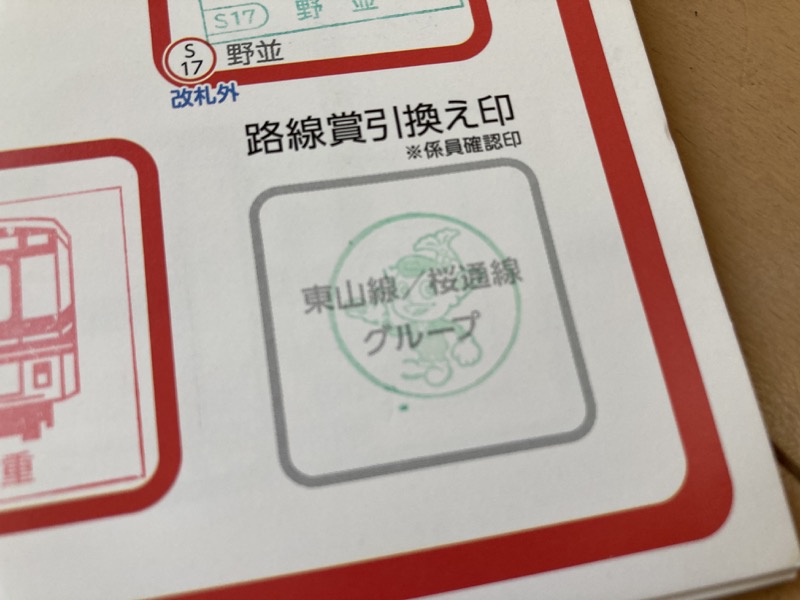 S17 野並
S
17
野並
改札外
路線賞引換え印
※係員確認印
東山線／桜通線
グループ
重